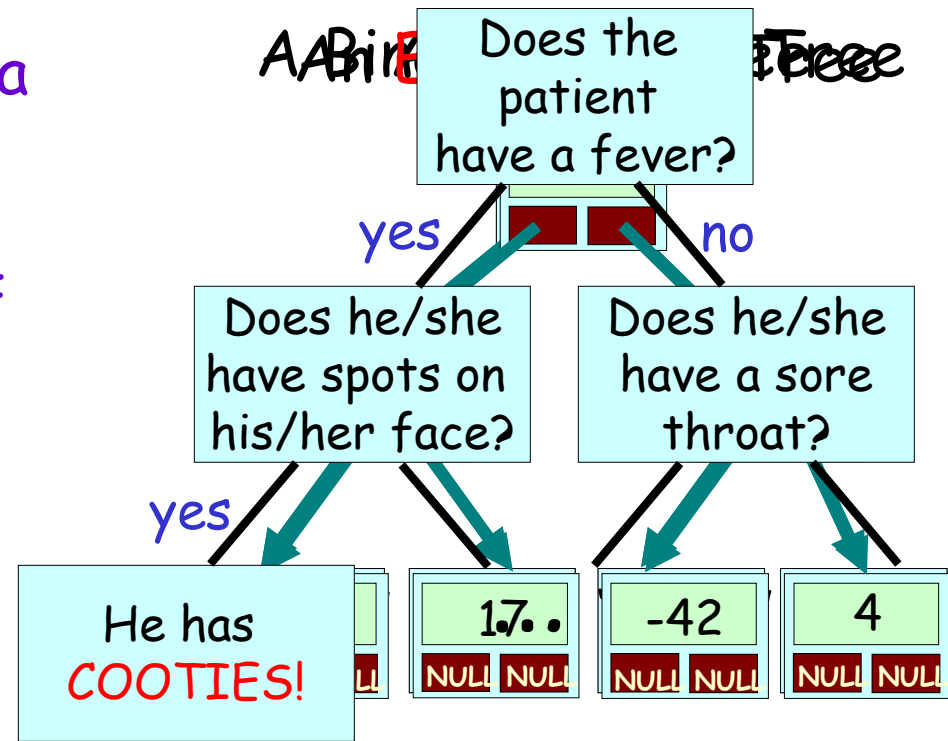 a
Does the
patient
have a fever?
yes
no
Does he/she
have spots on
his/her face?
Does he/she
have a sore
throat?
yes
He has
COOTIES!
17
-42
4
NULL NULL
NULL NULL
NULL NULL